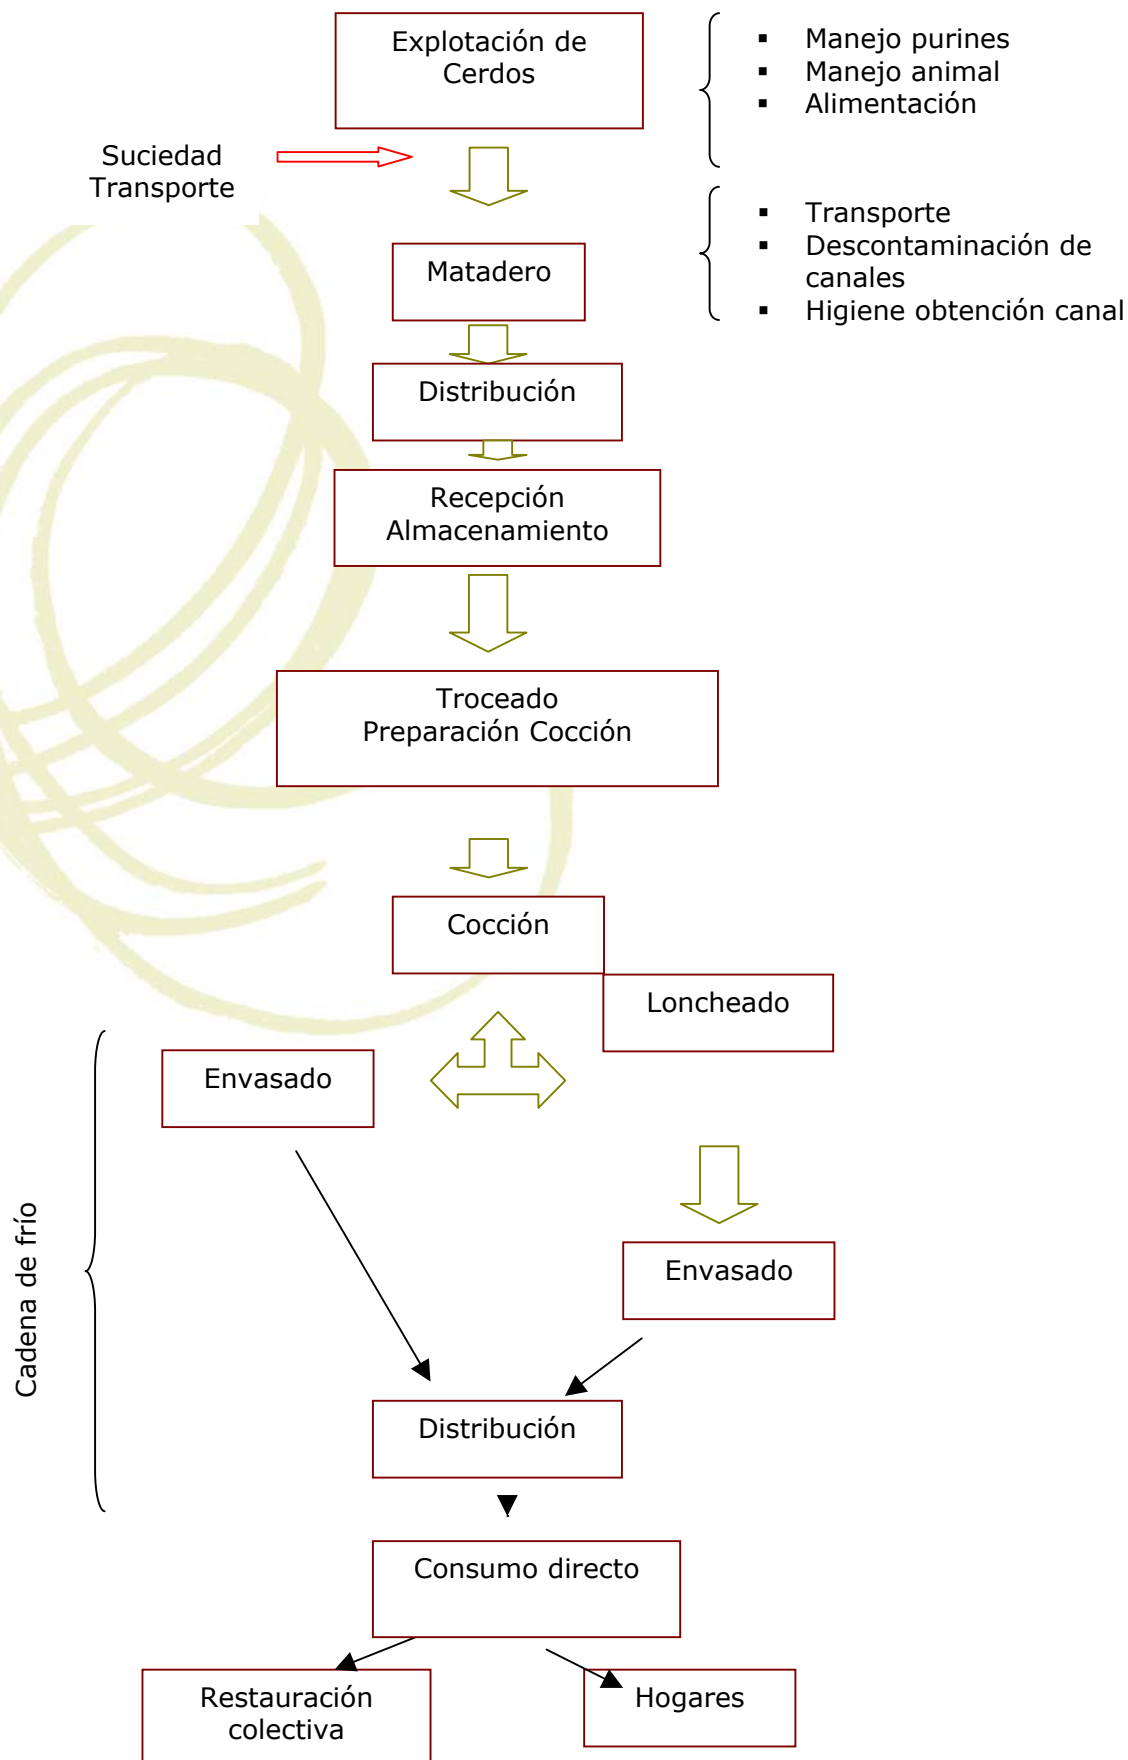 Explotación de
Cerdos
▪ Manejo purines
▪ Manejo animal
▪ Alimentación
Suciedad
Transporte
▪ Transporte
▪ Descontaminación de
canales
▪ Higiene obtención canal
Matadero
Distribución
Recepción
Almacenamiento
Troceado
Preparación Cocción
Cocción
Loncheado
Envasado
Cadena de frío
Envasado
Distribución
Consumo directo
Restauración
colectiva
Hogares